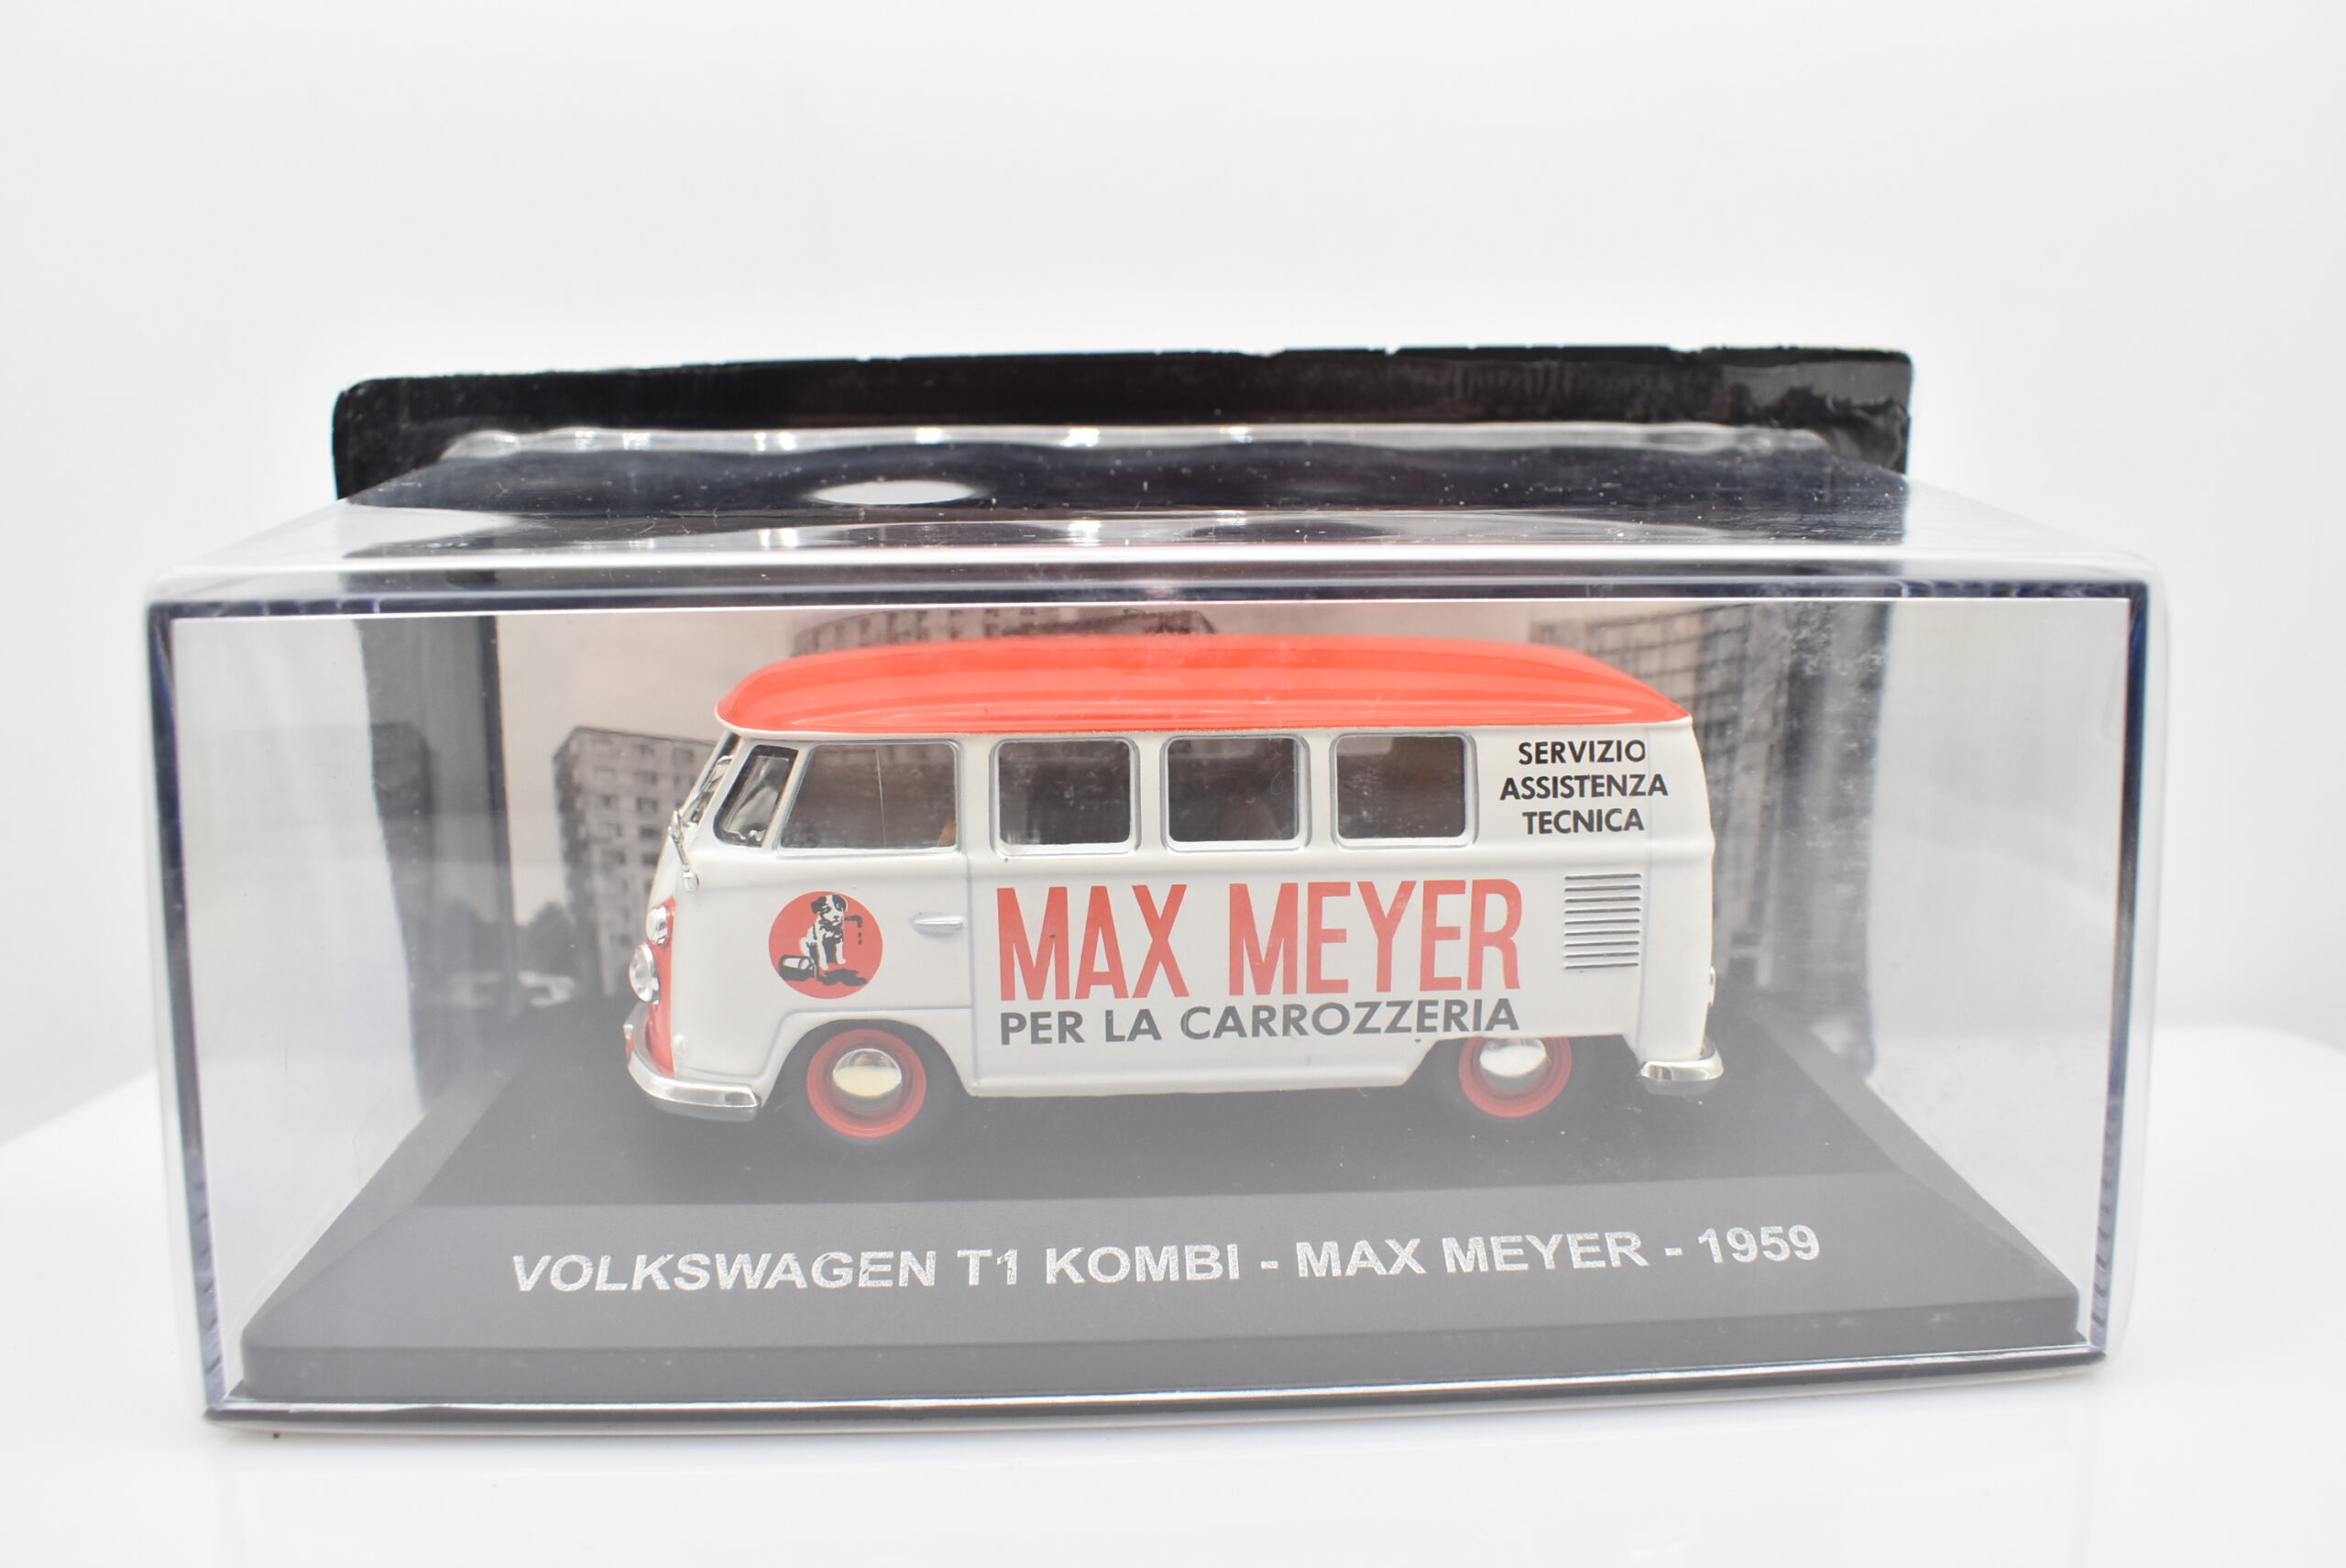 SERVIZIO
ASSISTENZA
TECNICA
MAX MEYER
PER LA CARROZZERIA
VOLKSWAGEN T1 KOMBI - MAX MEYER - 1959